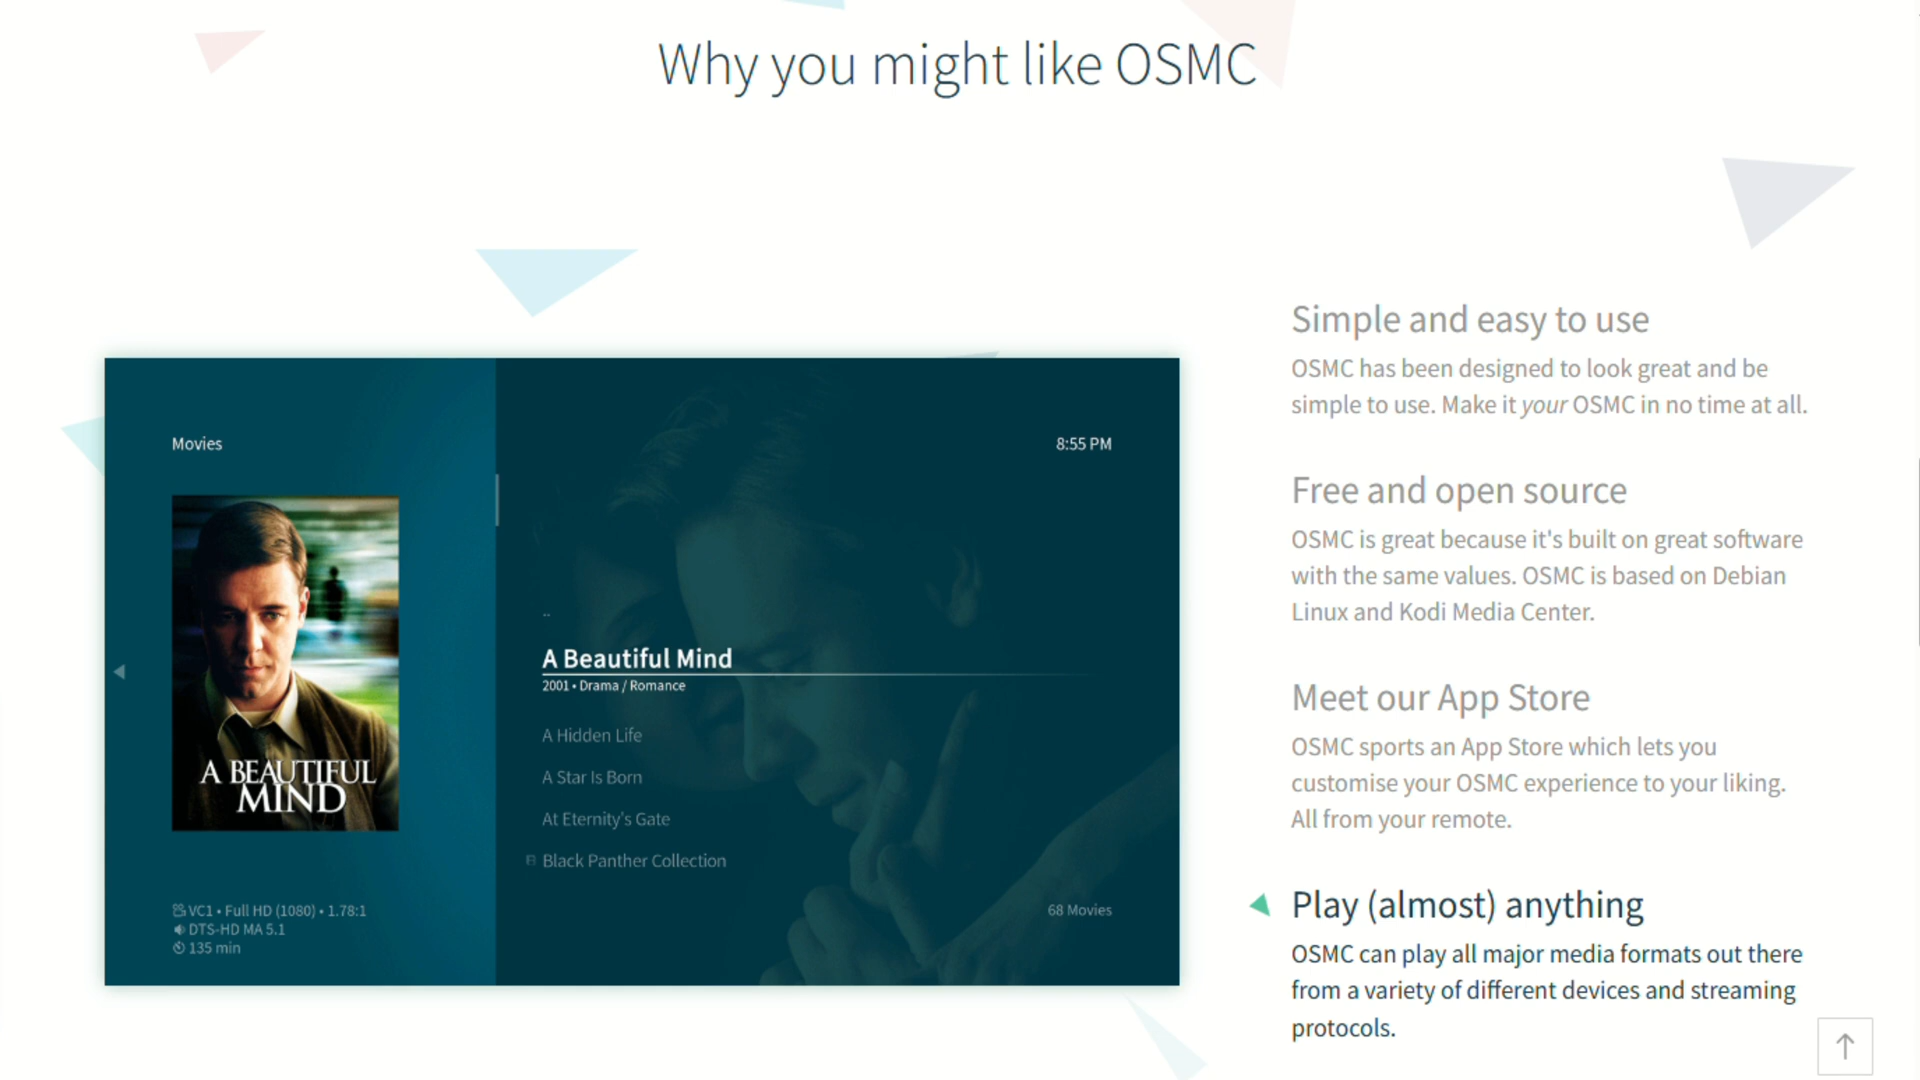 Why you might like OSMC
Movies
8:55 PM
A BEAUTIFUL
MIND
..
A Beautiful Mind
2001 • Drama / Romance
A Hidden Life
A Star Is Born
At Eternity's Gate
Black Panther Collection
VC1 • Full HD (1080) • 1.78:1
DTS-HD MA 5.1
135 min
68 Movies
Simple and easy to use
OSMC has been designed to look great and be
simple to use. Make it your OSMC in no time at all.
Free and open source
OSMC is great because it's built on great software
with the same values. OSMC is based on Debian
Linux and Kodi Media Center.
Meet our App Store
OSMC sports an App Store which lets you
customise your OSMC experience to your liking.
All from your remote.
Play (almost) anything
OSMC can play all major media formats out there
from a variety of different devices and streaming
protocols.